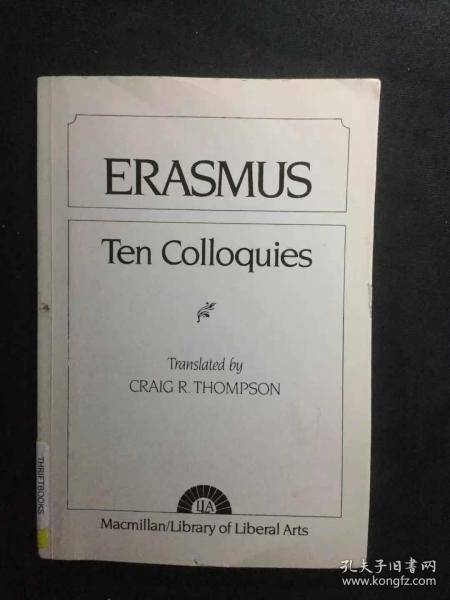 ERASMUS
Ten Colloquies
Translated by
CRAIG R. THOMPSON
LLA
Macmillan/Library of Liberal Arts
THRIFTBOOKS
孔夫子旧书网
www.kongfz.com